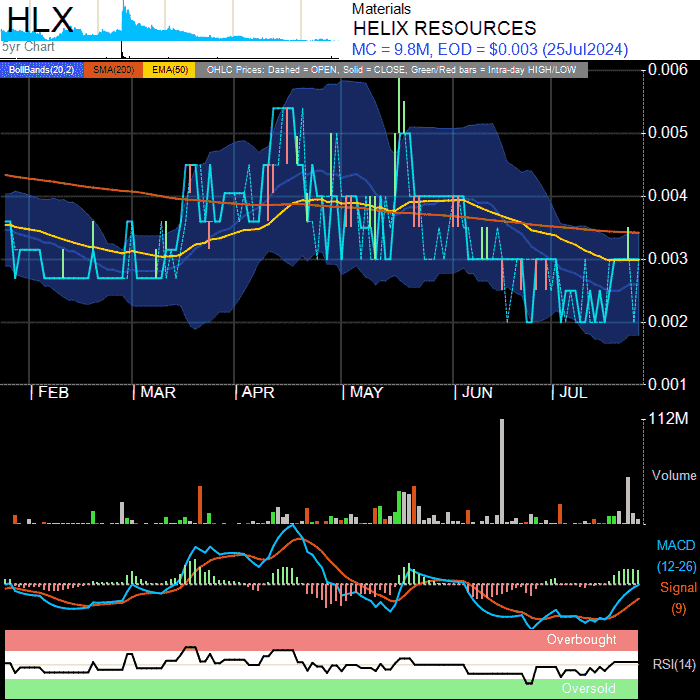 HLX
5yr Chart
Materials
HELIX RESOURCES
MC = 9.8M, EOD = $0.003 (25Jul2024)
BollBands(20,2) SMA(200) EMA(50) OHLC Prices: Dashed = OPEN, Solid = CLOSE, Green/Red bars = Intra-day HIGH/LOW
0.006
0.005
0.004
0.003
0.002
0.001
| FEB | MAR | APR | MAY | JUN | JUL
112M
Volume
MACD
(12-26)
Signal
(9)
Overbought
RSI(14)
Oversold